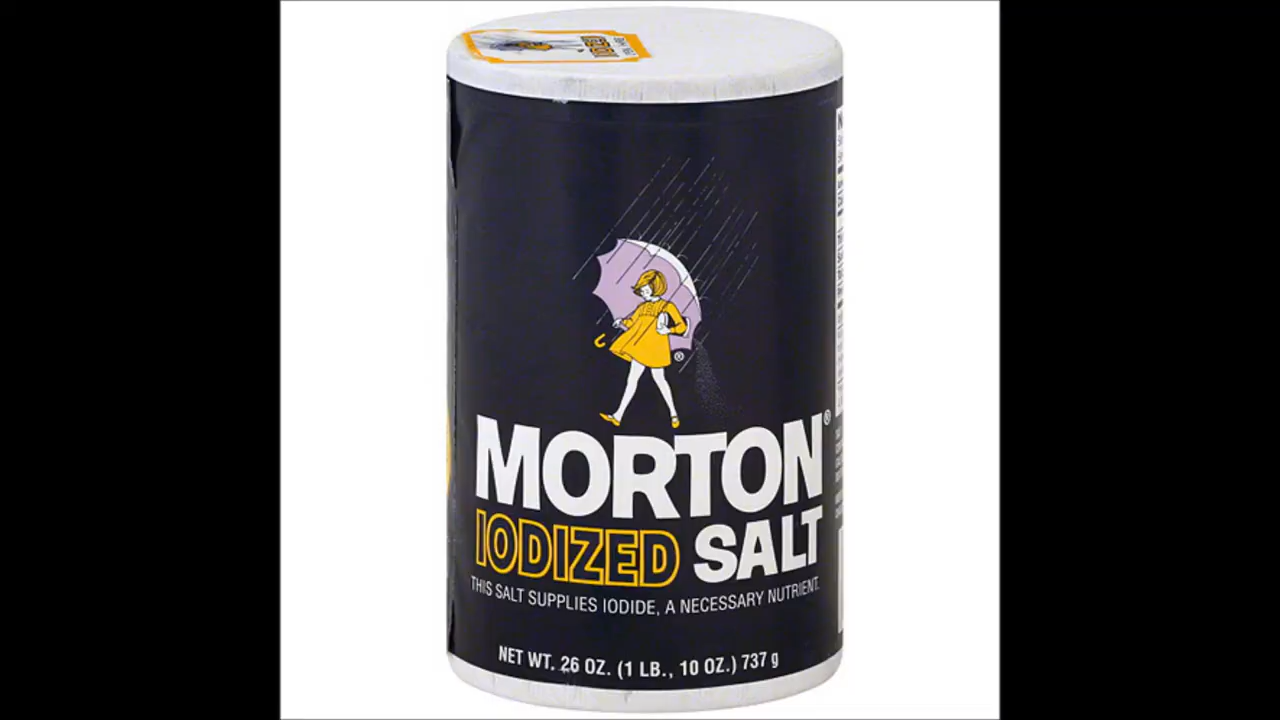 MORTON®
IODIZED SALT
THIS SALT SUPPLIES IODIDE, A NECESSARY NUTRIENT.
NET WT. 26 OZ. (1 LB., 10 OZ.) 737 g